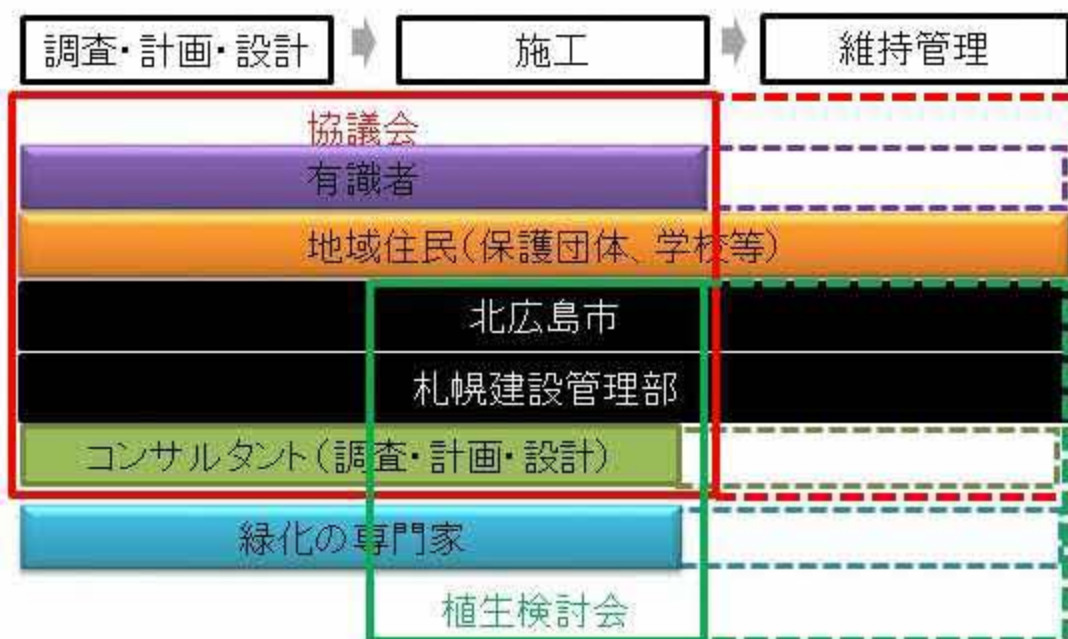 調査・計画・設計
施工
維持管理
協議会
有識者
地域住民(保護団体、学校等)
北広島市
札幌建設管理部
コンサルタント(調査・計画・設計)
緑化の専門家
植生検討会